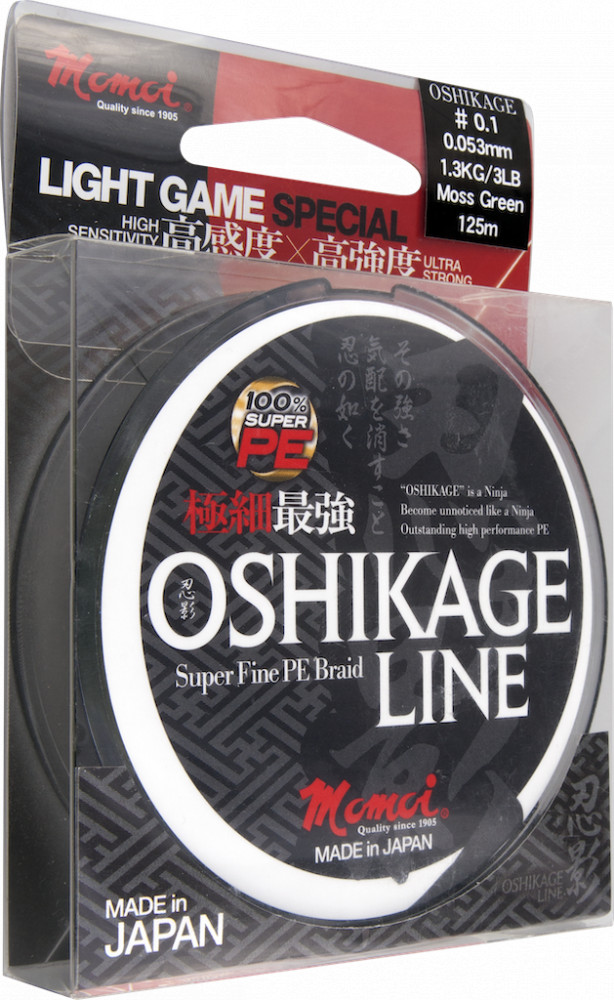 Momoi®
Quality since 1905
OSHIKAGE
# 0.1
0.053mm
1.3KG/3LB
Moss Green
125m
LIGHT GAME SPECIAL
HIGH SENSITIVITY 高感度×高強度 ULTRA STRONG
その強さ
気配を消すこと
忍の如く
100%
SUPER
PE
極細最強
"OSHIKAGE" is a Ninja
Become unnoticed like a Ninja
Outstanding high performance PE
忍影
OSHIKAGE
Super Fine PE Braid
LINE
Momoi®
Quality since 1905
MADE in JAPAN
MADE in
JAPAN
忍影
OSHIKAGE
LINE